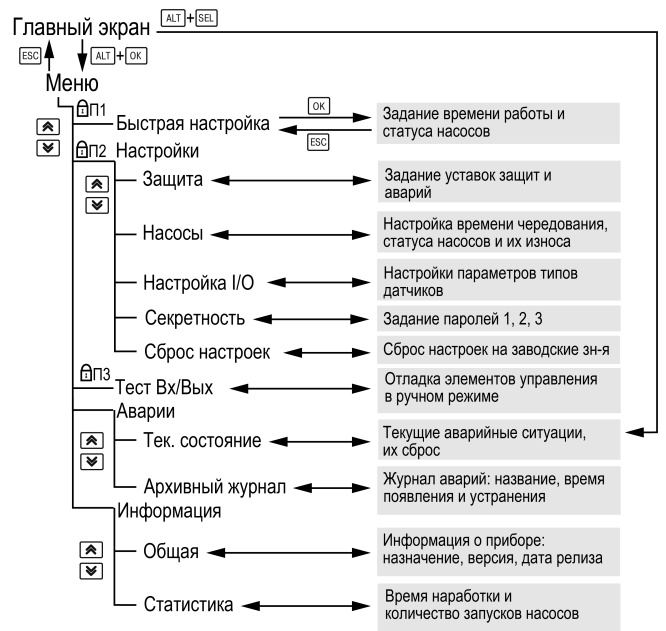 Главный экран ALT+SEL
ESC ALT+OK
Меню
П1
Быстрая настройка
OK
ESC
Задание времени работы и
статуса насосов
П2 Настройки
Защита
Задание уставок защит и
аварий
Насосы
Настройка времени чередования,
статуса насосов и их износа
Настройка I/O
Настройки параметров типов
датчиков
Секретность
Задание паролей 1, 2, 3
Сброс настроек
Сброс настроек на заводские зн-я
П3
Тест Вх/Вых
Отладка элементов управления
в ручном режиме
Аварии
Тек. состояние
Текущие аварийные ситуации,
их сброс
Архивный журнал
Журнал аварий: название, время
появления и устранения
Информация
Общая
Информация о приборе:
назначение, версия, дата релиза
Статистика
Время наработки и
количество запусков насосов